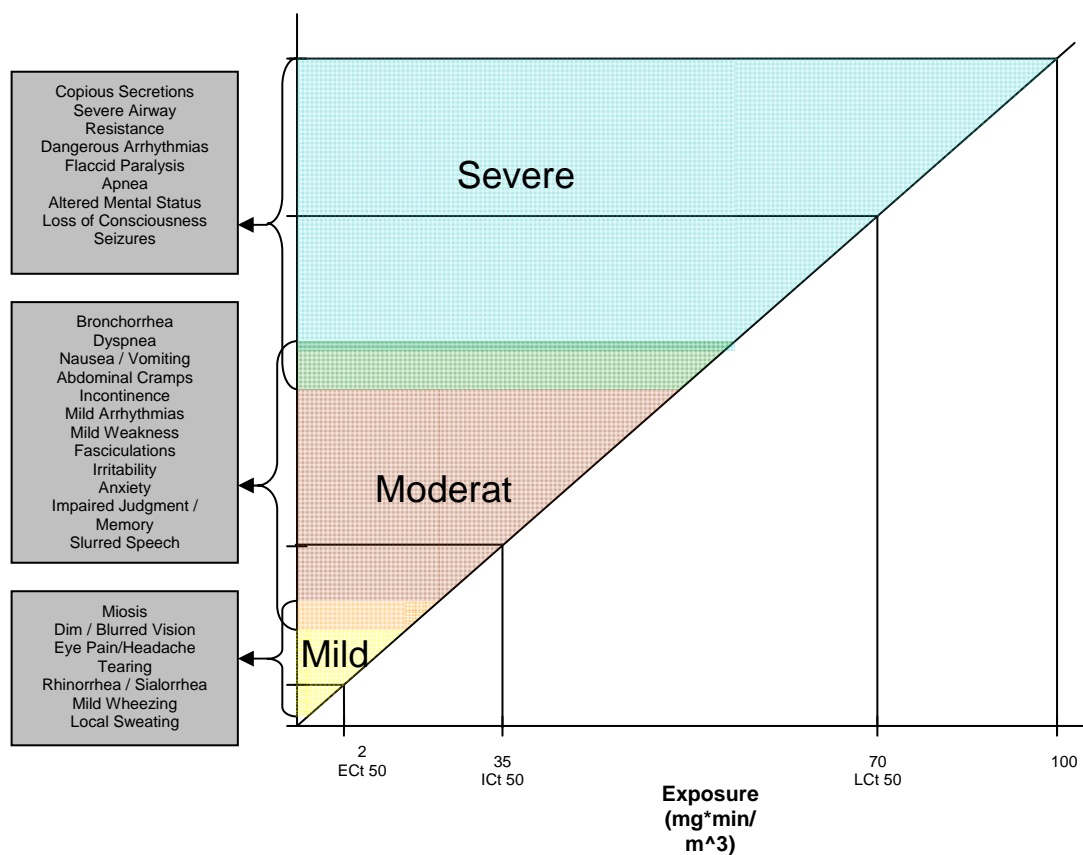 Copious Secretions
Severe Airway
Resistance
Dangerous Arrhythmias
Flaccid Paralysis
Apnea
Altered Mental Status
Loss of Consciousness
Seizures
Severe
Bronchorrhea
Dyspnea
Nausea / Vomiting
Abdominal Cramps
Incontinence
Mild Arrhythmias
Mild Weakness
Fasciculations
Irritability
Anxiety
Impaired Judgment /
Memory
Slurred Speech
Moderat
Miosis
Dim / Blurred Vision
Eye Pain/Headache
Tearing
Rhinorrhea / Sialorrhea
Mild Wheezing
Local Sweating
Mild
2
ECt 50
35
ICt 50
70
LCt 50
100
Exposure
(mg*min/
m^3)